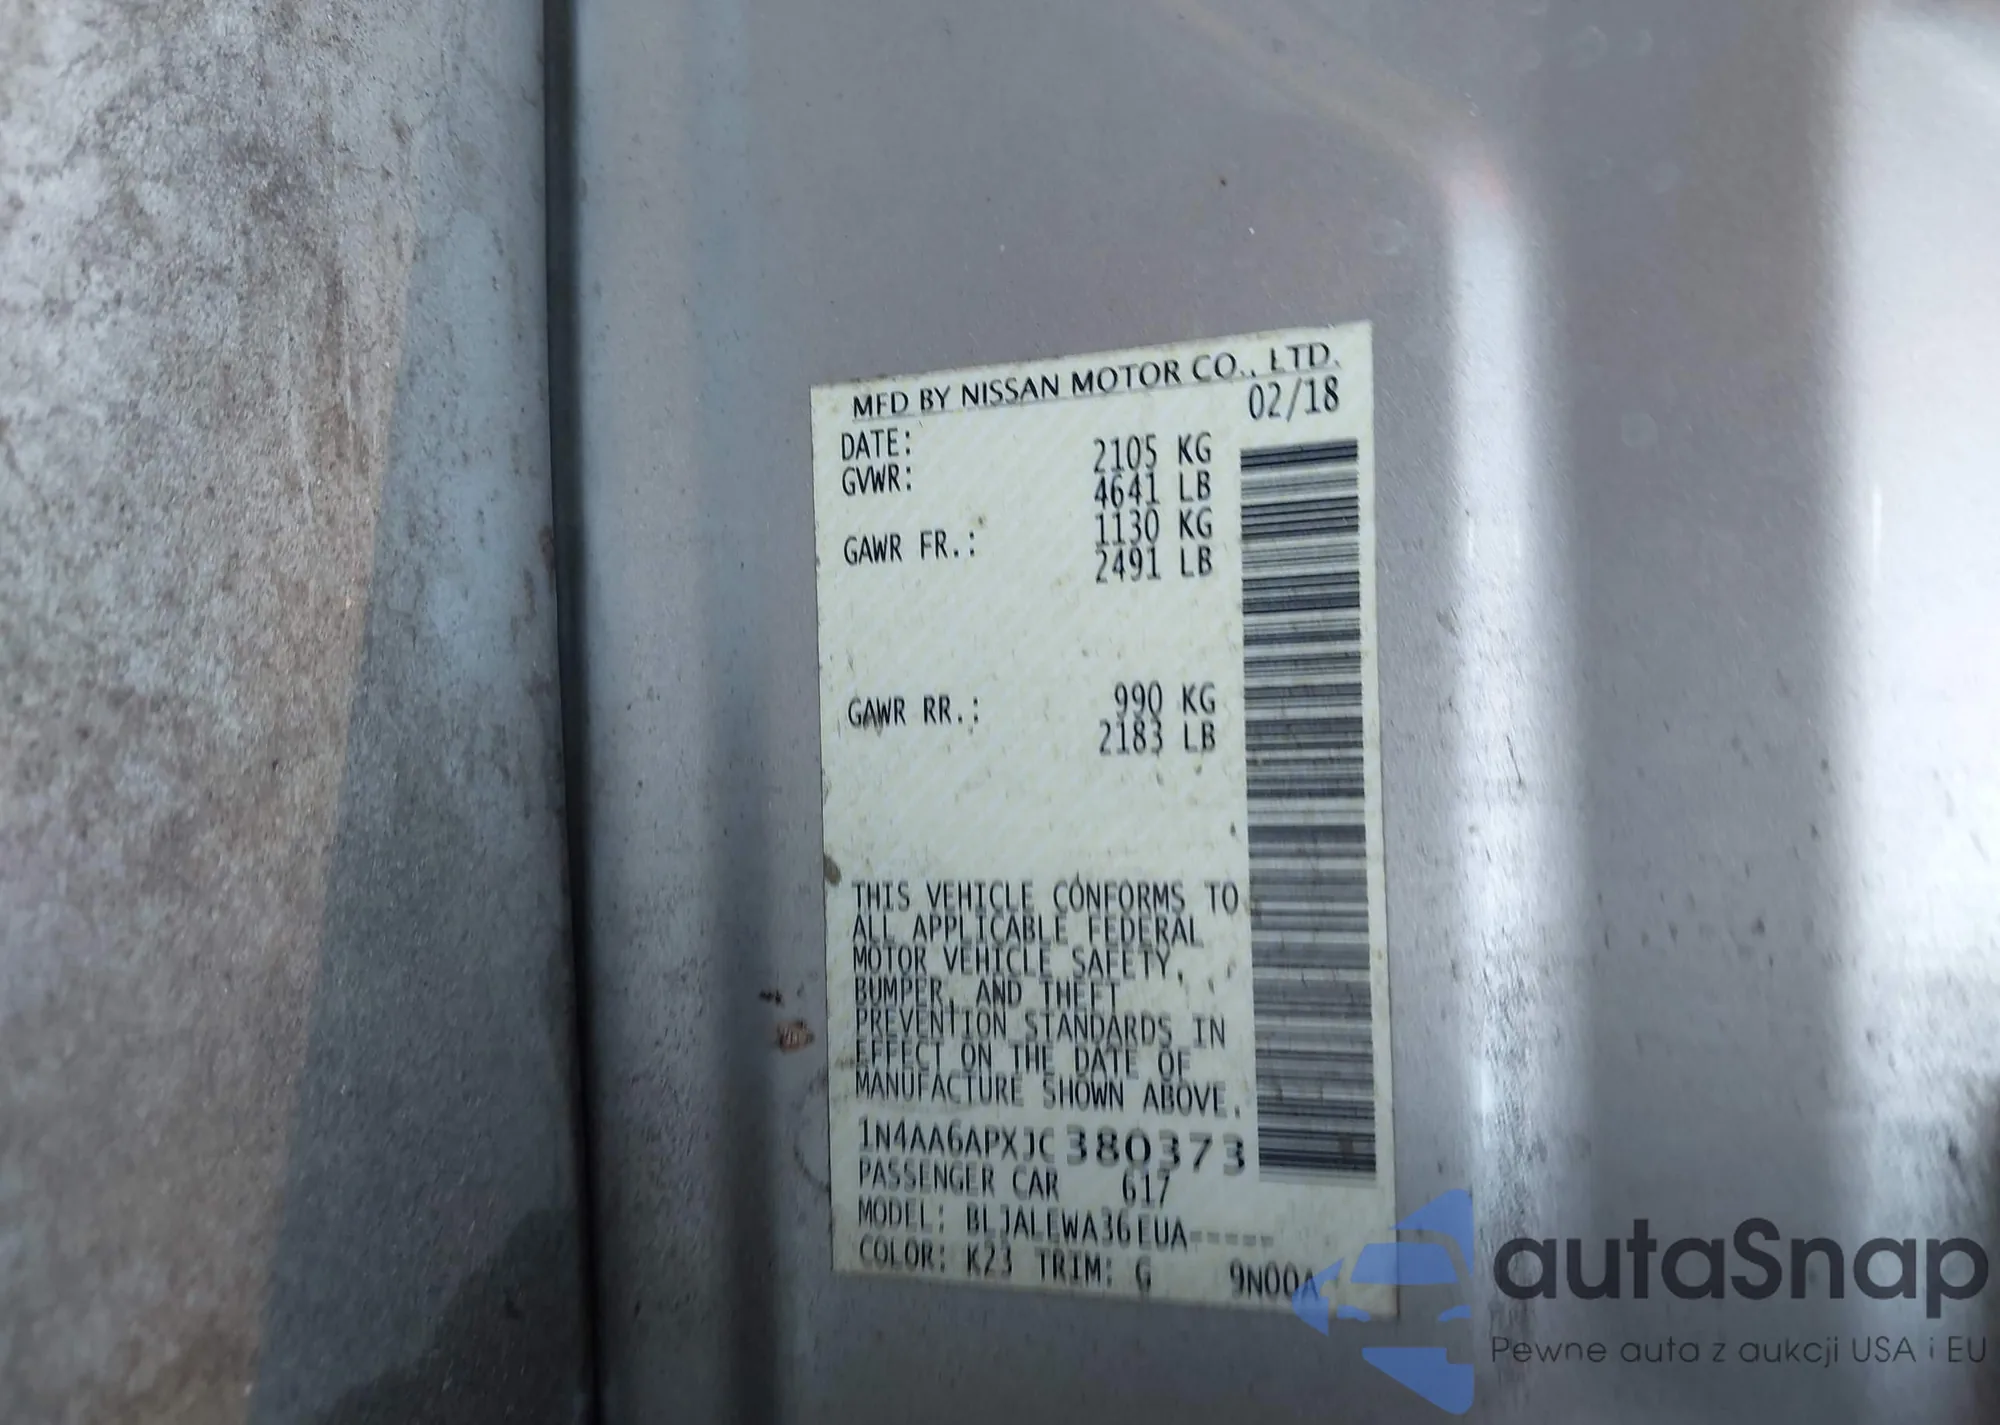 MFD BY NISSAN MOTOR CO., LTD.
DATE: 02/18
GVWR: 2105 KG
4641 LB
GAWR FR.: 1130 KG
2491 LB
GAWR RR.: 990 KG
2183 LB
THIS VEHICLE CONFORMS TO
ALL APPLICABLE FEDERAL
MOTOR VEHICLE SAFETY,
BUMPER, AND THEFT
PREVENTION STANDARDS IN
EFFECT ON THE DATE OF
MANUFACTURE SHOWN ABOVE.
1N4AA6APXJC380373
PASSENGER CAR 617
MODEL: BLJALEWA36EUA-----
COLOR: K23 TRIM: G 9N00A
autaSnap
Pewne auta z aukcji USA i EU